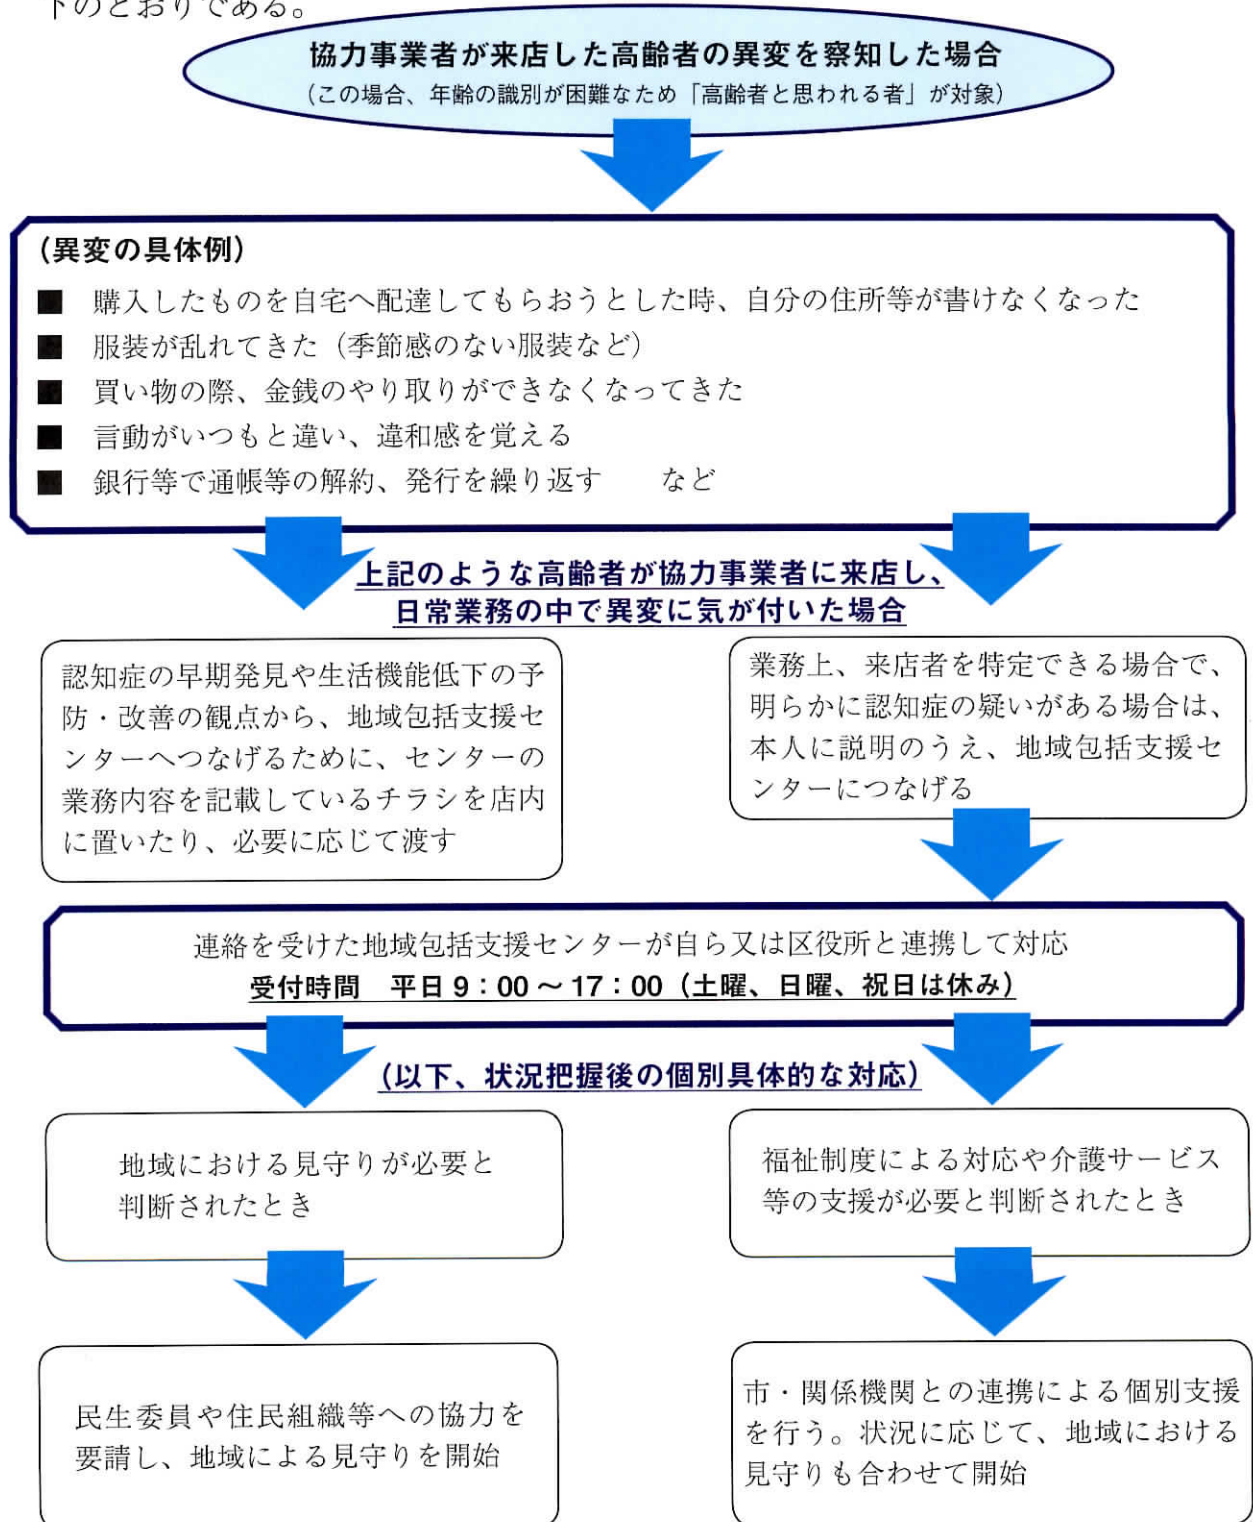 下のとおりである。
協力事業者が来店した高齢者の異変を察知した場合
(この場合、年齢の識別が困難なため「高齢者と思われる者」が対象)
(異変の具体例)
■ 購入したものを自宅へ配達してもらおうとした時、自分の住所等が書けなくなった
■ 服装が乱れてきた(季節感のない服装など)
■ 買い物の際、金銭のやり取りができなくなってきた
■ 言動がいつもと違い、違和感を覚える
■ 銀行等で通帳等の解約、発行を繰り返す　　など
上記のような高齢者が協力事業者に来店し、
日常業務の中で異変に気が付いた場合
認知症の早期発見や生活機能低下の予
防・改善の観点から、地域包括支援セ
ンターへつなげるために、センターの
業務内容を記載しているチラシを店内
に置いたり、必要に応じて渡す
業務上、来店者を特定できる場合で、
明らかに認知症の疑いがある場合は、
本人に説明のうえ、地域包括支援セ
ンターにつなげる
連絡を受けた地域包括支援センターが自ら又は区役所と連携して対応
受付時間　平日9：00～17：00(土曜、日曜、祝日は休み)
(以下、状況把握後の個別具体的な対応)
地域における見守りが必要と
判断されたとき
福祉制度による対応や介護サービス
等の支援が必要と判断されたとき
民生委員や住民組織等への協力を
要請し、地域による見守りを開始
市・関係機関との連携による個別支援
を行う。状況に応じて、地域における
見守りも合わせて開始